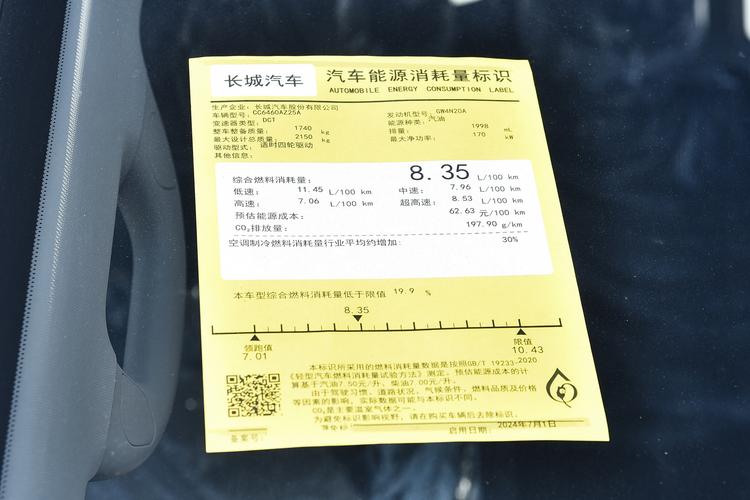 长城汽车 汽车能源消耗量标识
AUTOMOBILE ENERGY CONSUMPTION LABEL
生产企业: 长城汽车股份有限公司
车辆型号: CC6460AZ25A 发动机型号: GW4N20A
变速器类型: DCT 能源种类: 汽油
整车整备质量: 1740 kg 排量: 1998 mL
最大设计总质量: 2150 kg 最大净功率: 170 kW
驱动型式: 适时四轮驱动
其他信息:
综合燃料消耗量: 8.35 L/100 km
低速: 11.45 L/100 km 中速: 7.96 L/100 km
高速: 7.06 L/100 km 超高速: 8.53 L/100 km
预估能源成本: 62.63 元/100 km
CO₂排放量: 197.90 g/km
空调制冷燃料消耗量行业平均约增加: 30%
本车型综合燃料消耗量低于限值 19.9 %
8.35
领跑值 限值
7.01 10.43
本标识所采用的燃料消耗量数据是按照GB/T 19233-2020
《轻型汽车燃料消耗量试验方法》测定。预估能源成本的计
算基于汽油7.50元/升、柴油7.00元/升。
由于驾驶习惯、道路状况、气候条件、燃料品质及价格
等因素的影响，实际数据可能与本标识不同。
CO₂是主要温室气体之一。
为避免标识影响视野，请在购买车辆后去除标识。
备案号: 启用日期: 2024年7月1日